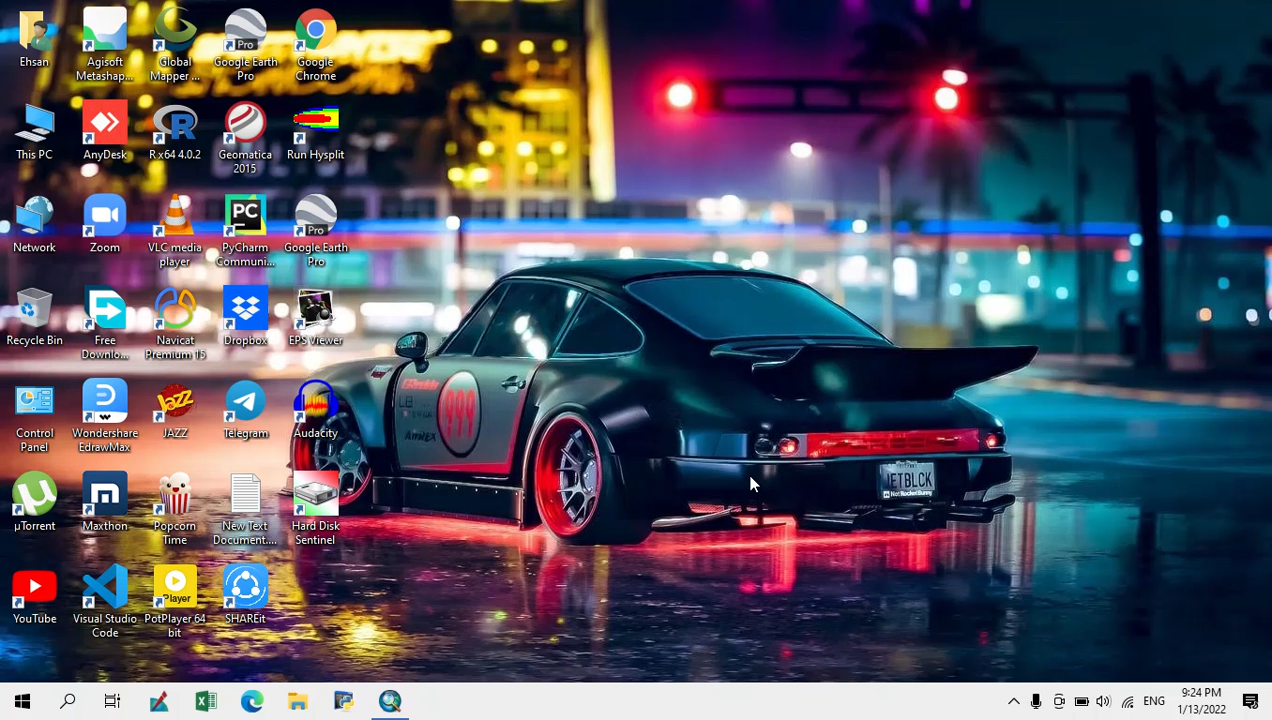 Ehsan
Agisoft
Metashap...
Global
Mapper ...
Google Earth
Pro
Google
Chrome
This PC
AnyDesk
R x64 4.0.2
Geomatica
2015
Run Hysplit
Network
Zoom
VLC media
player
PyCharm
Communi...
Google Earth
Pro
Recycle Bin
Free
Downlo...
Navicat
Premium 15
Dropbox
EPS Viewer
Control
Panel
Wondershare
EdrawMax
JAZZ
Telegram
Audacity
µTorrent
Maxthon
Popcorn
Time
New Text
Document....
Hard Disk
Sentinel
YouTube
Visual Studio
Code
PotPlayer 64
bit
SHAREit
999
JETBLCK
ENG
9:24 PM
1/13/2022